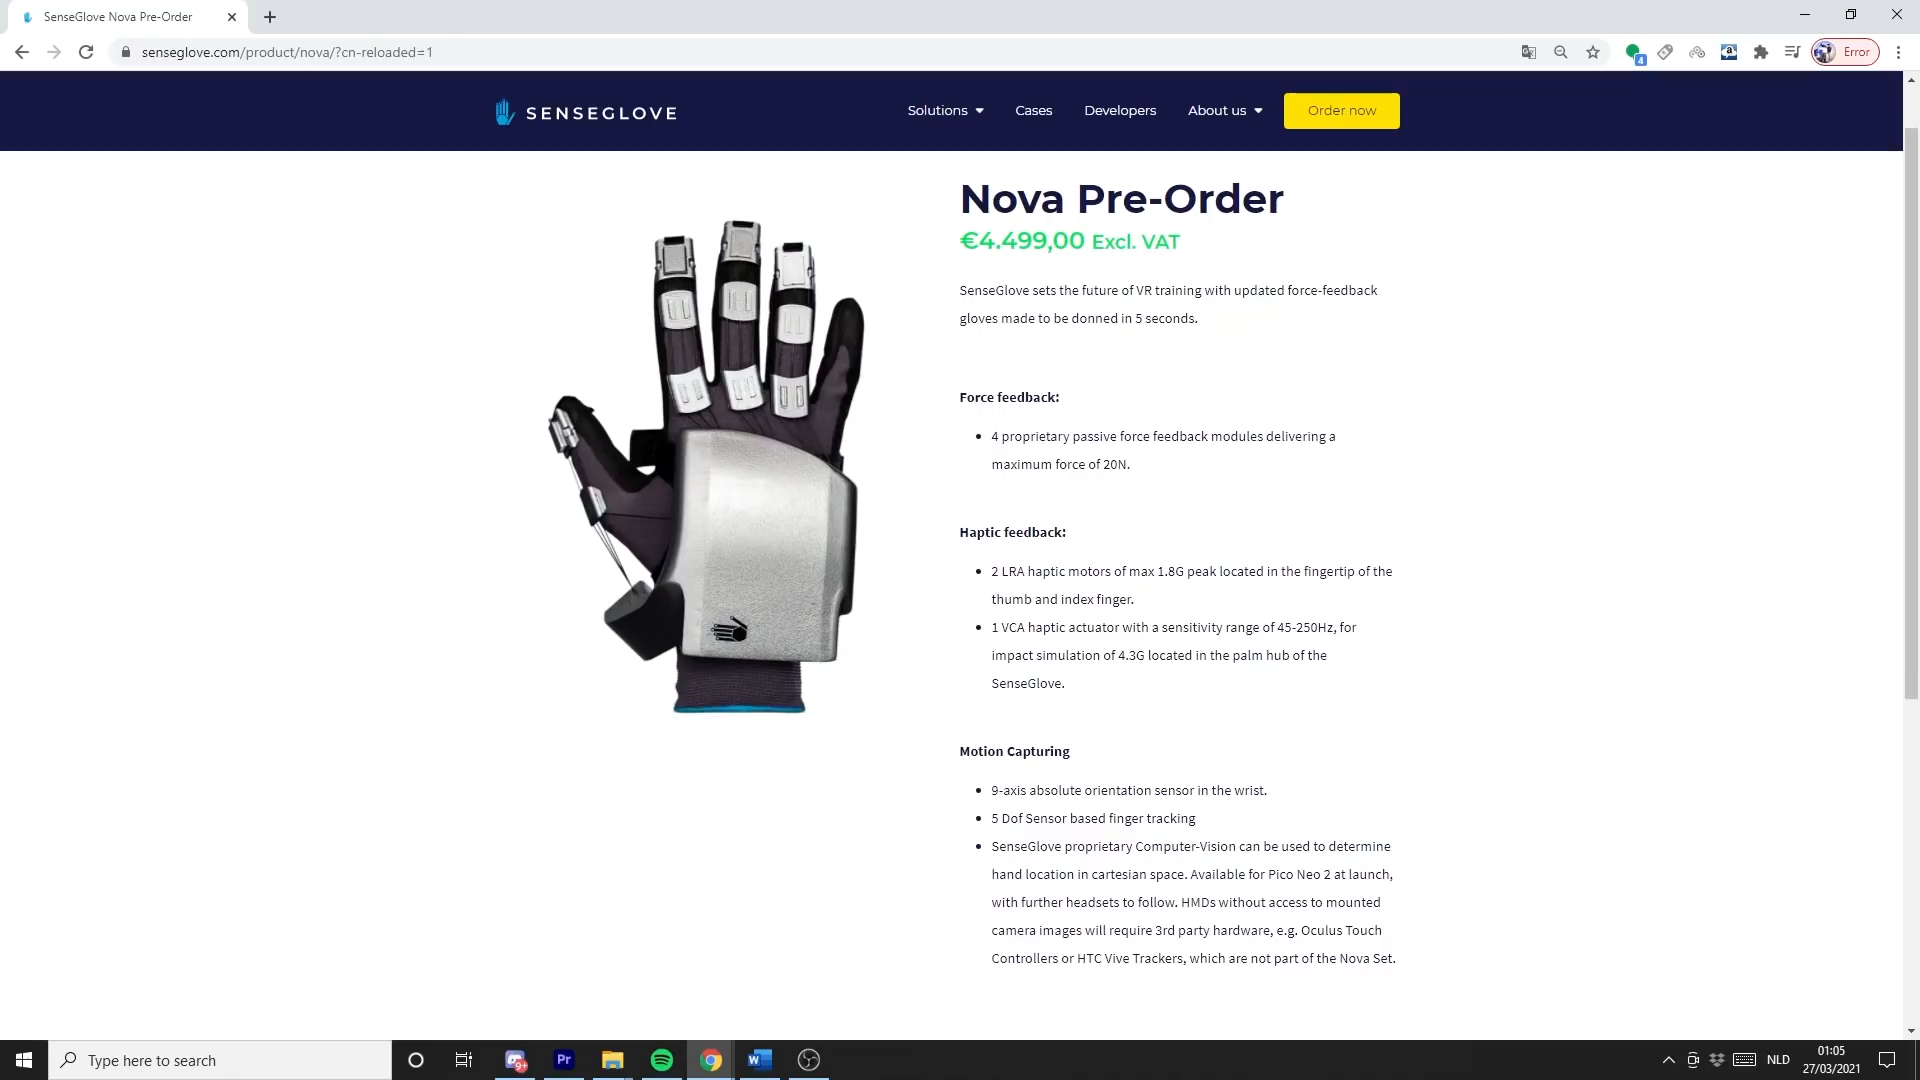 SenseGlove Nova Pre-Order
senseglove.com/product/nova/?cn-reloaded=1
4
a
Error
SENSEGLOVE
Solutions
Cases
Developers
About us
Order now
Nova Pre-Order
€4.499,00 Excl. VAT
SenseGlove sets the future of VR training with updated force-feedback
gloves made to be donned in 5 seconds.
Force feedback:
4 proprietary passive force feedback modules delivering a
maximum force of 20N.
Haptic feedback:
2 LRA haptic motors of max 1.8G peak located in the fingertip of the
thumb and index finger.
1 VCA haptic actuator with a sensitivity range of 45-250Hz, for
impact simulation of 4.3G located in the palm hub of the
SenseGlove.
Motion Capturing
9-axis absolute orientation sensor in the wrist.
5 Dof Sensor based finger tracking
SenseGlove proprietary Computer-Vision can be used to determine
hand location in cartesian space. Available for Pico Neo 2 at launch,
with further headsets to follow. HMDs without access to mounted
camera images will require 3rd party hardware, e.g. Oculus Touch
Controllers or HTC Vive Trackers, which are not part of the Nova Set.
Type here to search
9+
Pr
W
NLD
01:05
27/03/2021